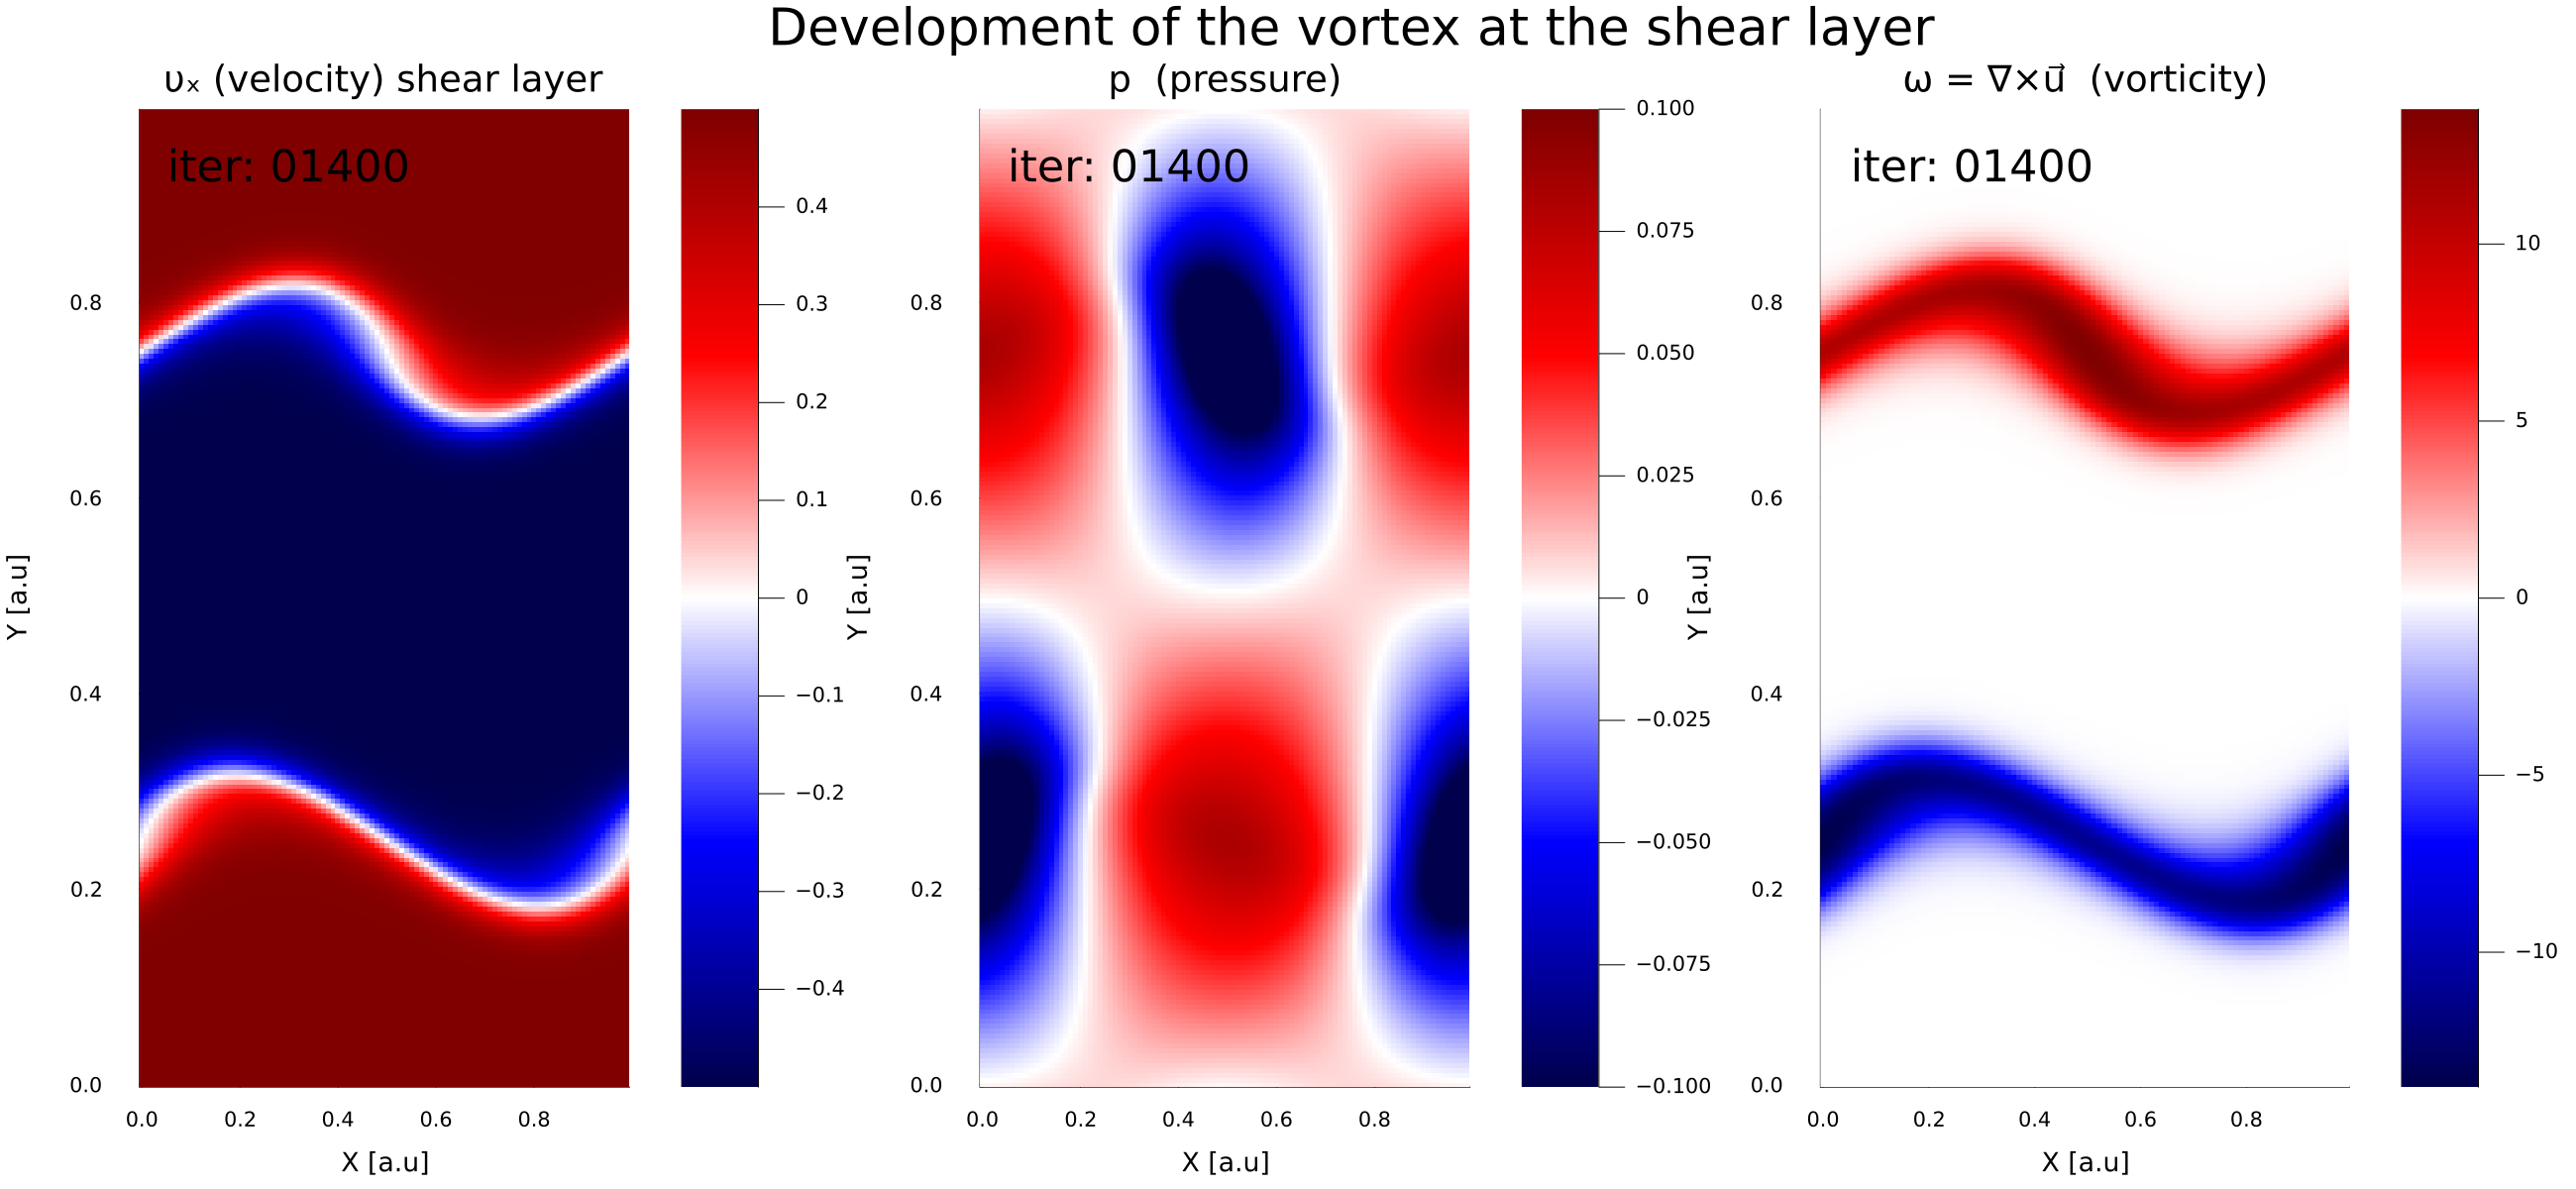 Development of the vortex at the shear layer
υₓ (velocity) shear layer
iter: 01400
0.8
0.6
0.4
0.2
0.0
0.0 0.2 0.4 0.6 0.8
X [a.u]
Y [a.u]
0.4
0.3
0.2
0.1
0
−0.1
−0.2
−0.3
−0.4
p (pressure)
iter: 01400
0.8
0.6
0.4
0.2
0.0
0.0 0.2 0.4 0.6 0.8
X [a.u]
Y [a.u]
0.100
0.075
0.050
0.025
0
−0.025
−0.050
−0.075
−0.100
ω = ∇×u⃗ (vorticity)
iter: 01400
0.8
0.6
0.4
0.2
0.0
0.0 0.2 0.4 0.6 0.8
X [a.u]
Y [a.u]
10
5
0
−5
−10